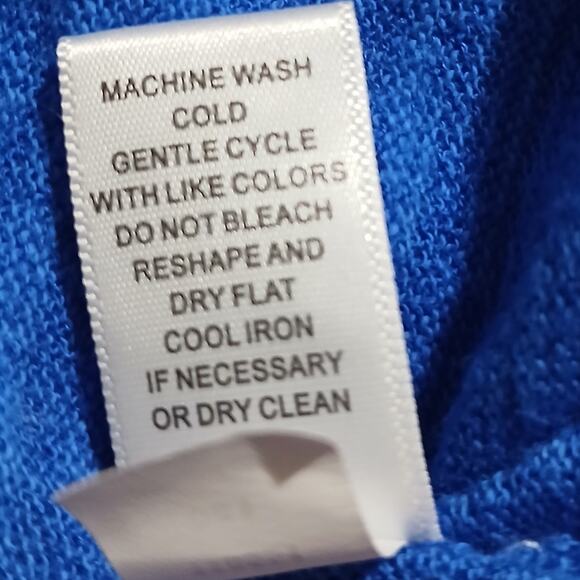 MACHINE WASH
COLD
GENTLE CYCLE
WITH LIKE COLORS
DO NOT BLEACH
RESHAPE AND
DRY FLAT
COOL IRON
IF NECESSARY
OR DRY CLEAN